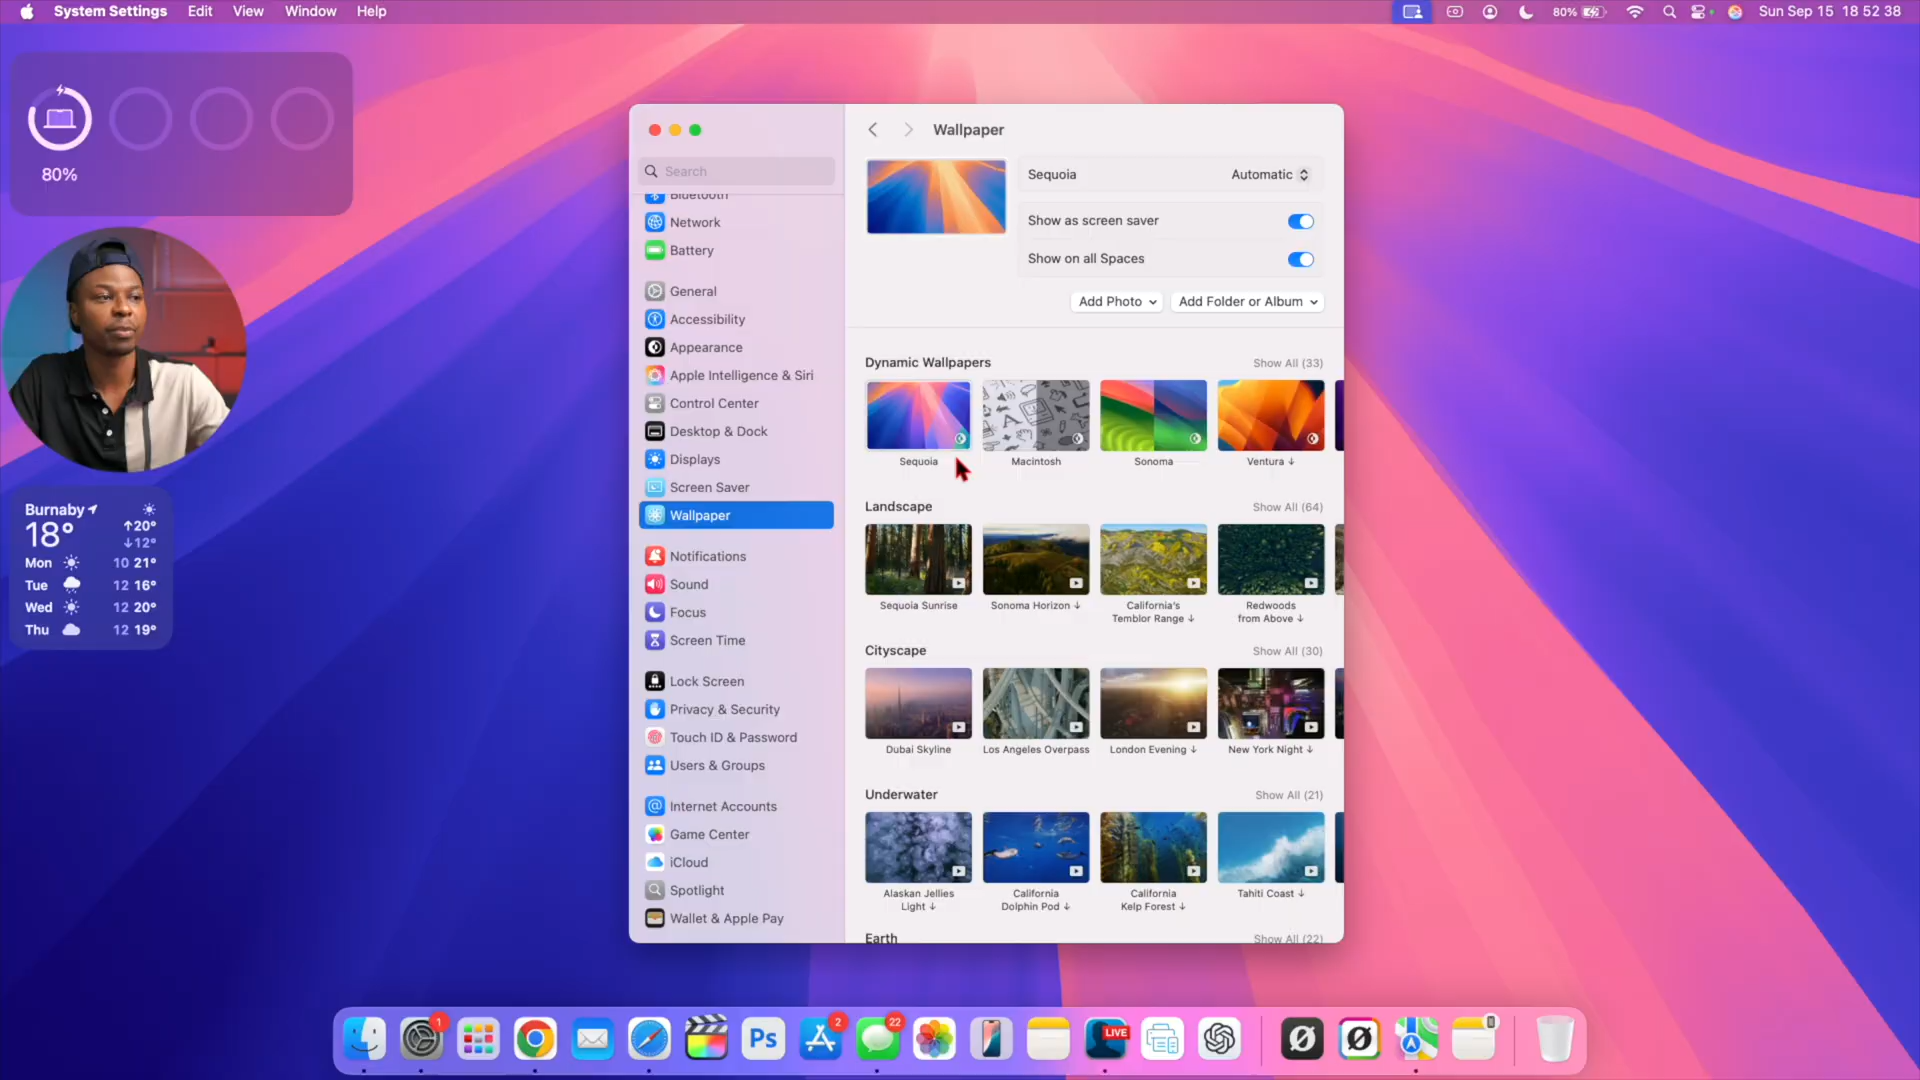 System Settings Edit View Window Help
80% Sun Sep 15 18 52 38
80%
Burnaby
18° ↑20°
↓12°
Mon 10 21°
Tue 12 16°
Wed 12 20°
Thu 12 19°
Search
Bluetooth
Network
Battery
General
Accessibility
Appearance
Apple Intelligence & Siri
Control Center
Desktop & Dock
Displays
Screen Saver
Wallpaper
Notifications
Sound
Focus
Screen Time
Lock Screen
Privacy & Security
Touch ID & Password
Users & Groups
Internet Accounts
Game Center
iCloud
Spotlight
Wallet & Apple Pay
Wallpaper
Sequoia Automatic
Show as screen saver
Show on all Spaces
Add Photo Add Folder or Album
Dynamic Wallpapers Show All (33)
Sequoia Macintosh Sonoma Ventura ↓
Landscape Show All (64)
Sequoia Sunrise Sonoma Horizon ↓ California's Redwoods
Temblor Range ↓ from Above ↓
Cityscape Show All (30)
Dubai Skyline Los Angeles Overpass London Evening ↓ New York Night ↓
Underwater Show All (21)
Alaskan Jellies California California Tahiti Coast ↓
Light ↓ Dolphin Pod ↓ Kelp Forest ↓
Earth Show All (22)
1 2 22
Ps LIVE